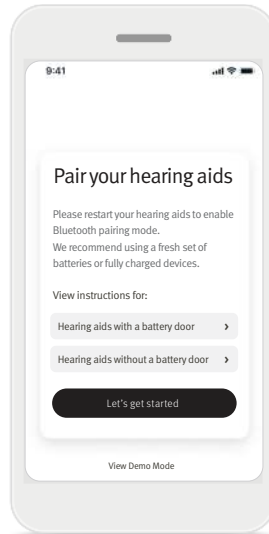 9:41
Pair your hearing aids
Please restart your hearing aids to enable
Bluetooth pairing mode.
We recommend using a fresh set of
batteries or fully charged devices.
View instructions for:
Hearing aids with a battery door
Hearing aids without a battery door
Let's get started
View Demo Mode